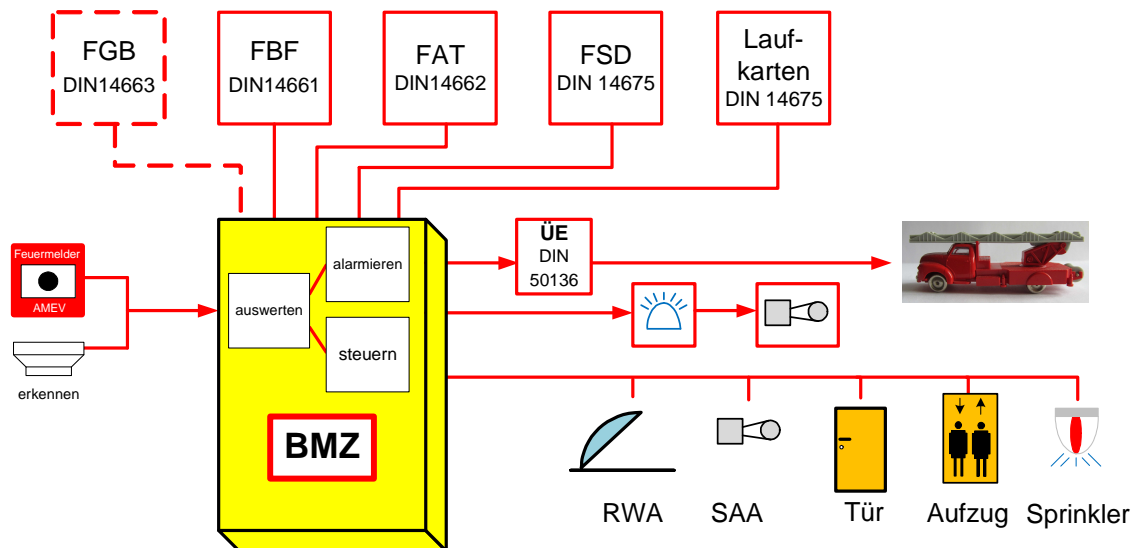 FGB
DIN14663
FBF
DIN14661
FAT
DIN14662
FSD
DIN 14675
Lauf-
karten
DIN 14675
Feuermelder
AMEV
erkennen
auswerten
alarmieren
steuern
BMZ
ÜE
DIN
50136
RWA
SAA
Tür
Aufzug
Sprinkler